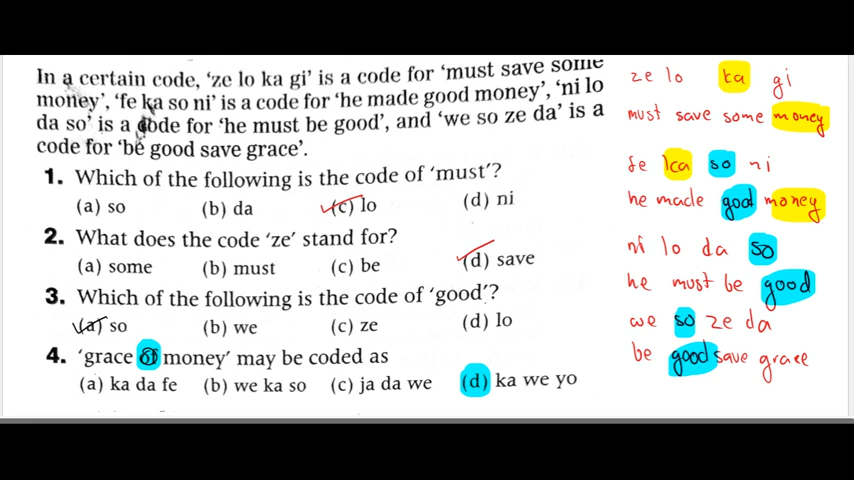 In a certain code, 'ze lo ka gi' is a code for 'must save some
money', 'fe ka so ni' is a code for 'he made good money', 'ni lo
da so' is a code for 'he must be good', and 'we so ze da' is a
code for 'be good save grace'.
1. Which of the following is the code of 'must'?
(a) so (b) da (c) lo (d) ni
2. What does the code 'ze' stand for?
(a) some (b) must (c) be (d) save
3. Which of the following is the code of 'good'?
(a) so (b) we (c) ze (d) lo
4. 'grace of money' may be coded as
(a) ka da fe (b) we ka so (c) ja da we (d) ka we yo
ze lo ka gi
must save some money
fe ka so ni
he made good money
ni lo da so
he must be good
we so ze da
be good save grace